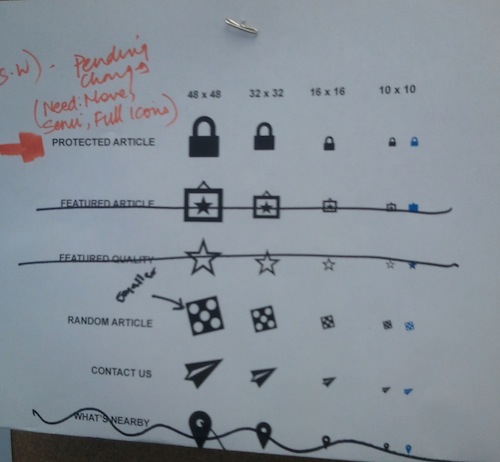 S.W). Pending
Change
(Need: Move,
Semi, Full Icons)
48 x 48 32 x 32 16 x 16 10 x 10
PROTECTED ARTICLE
FEATURED ARTICLE
FEATURED QUALITY
Smaller
RANDOM ARTICLE
CONTACT US
WHAT'S NEARBY